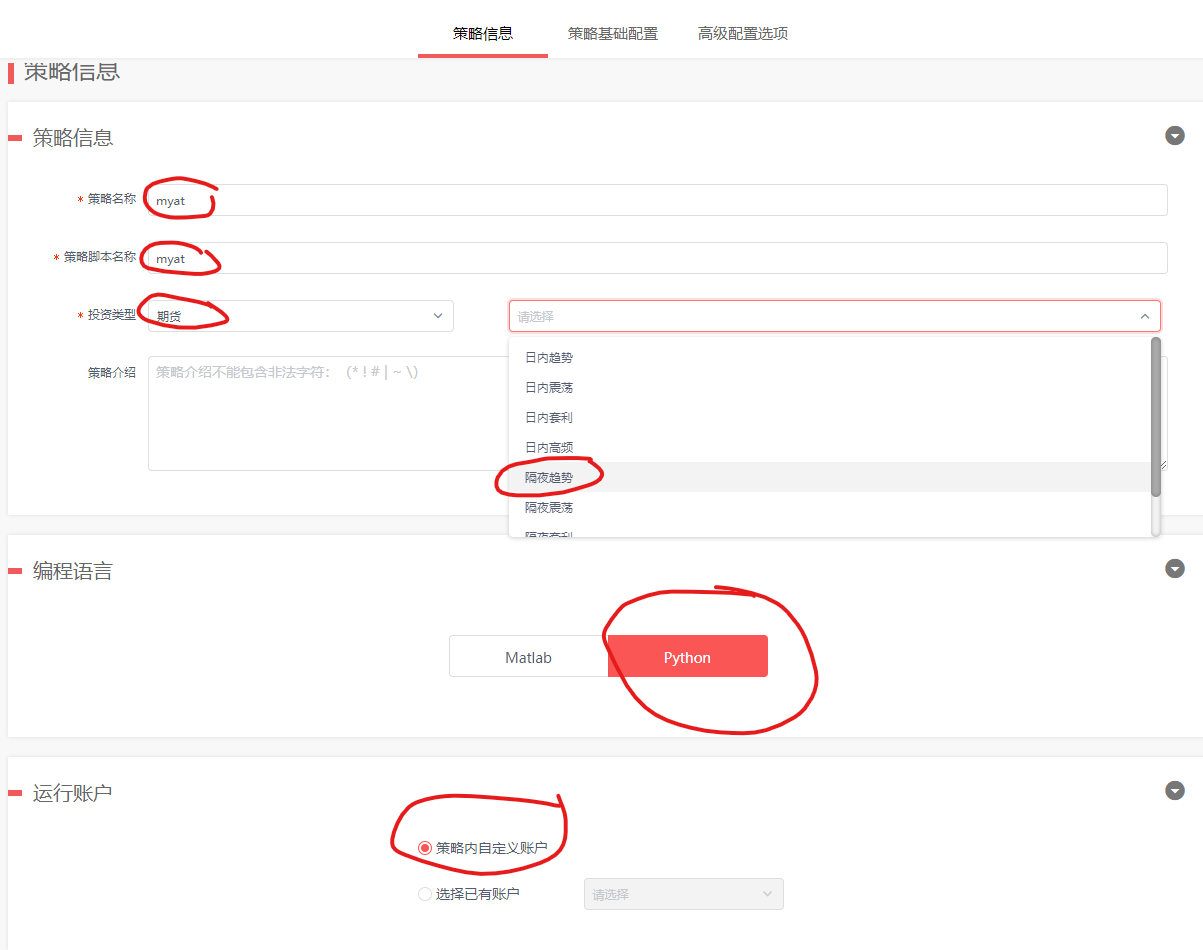 策略信息 策略基础配置 高级配置选项
策略信息
策略信息
* 策略名称 myat
* 策略脚本名称 myat
* 投资类型 期货 请选择
日内趋势
策略介绍 策略介绍不能包含非法字符：（* ! # | ~ \）
日内震荡
日内套利
日内高频
隔夜趋势
隔夜震荡
隔夜套利
编程语言
Matlab Python
运行账户
策略内自定义账户
选择已有账户 请选择